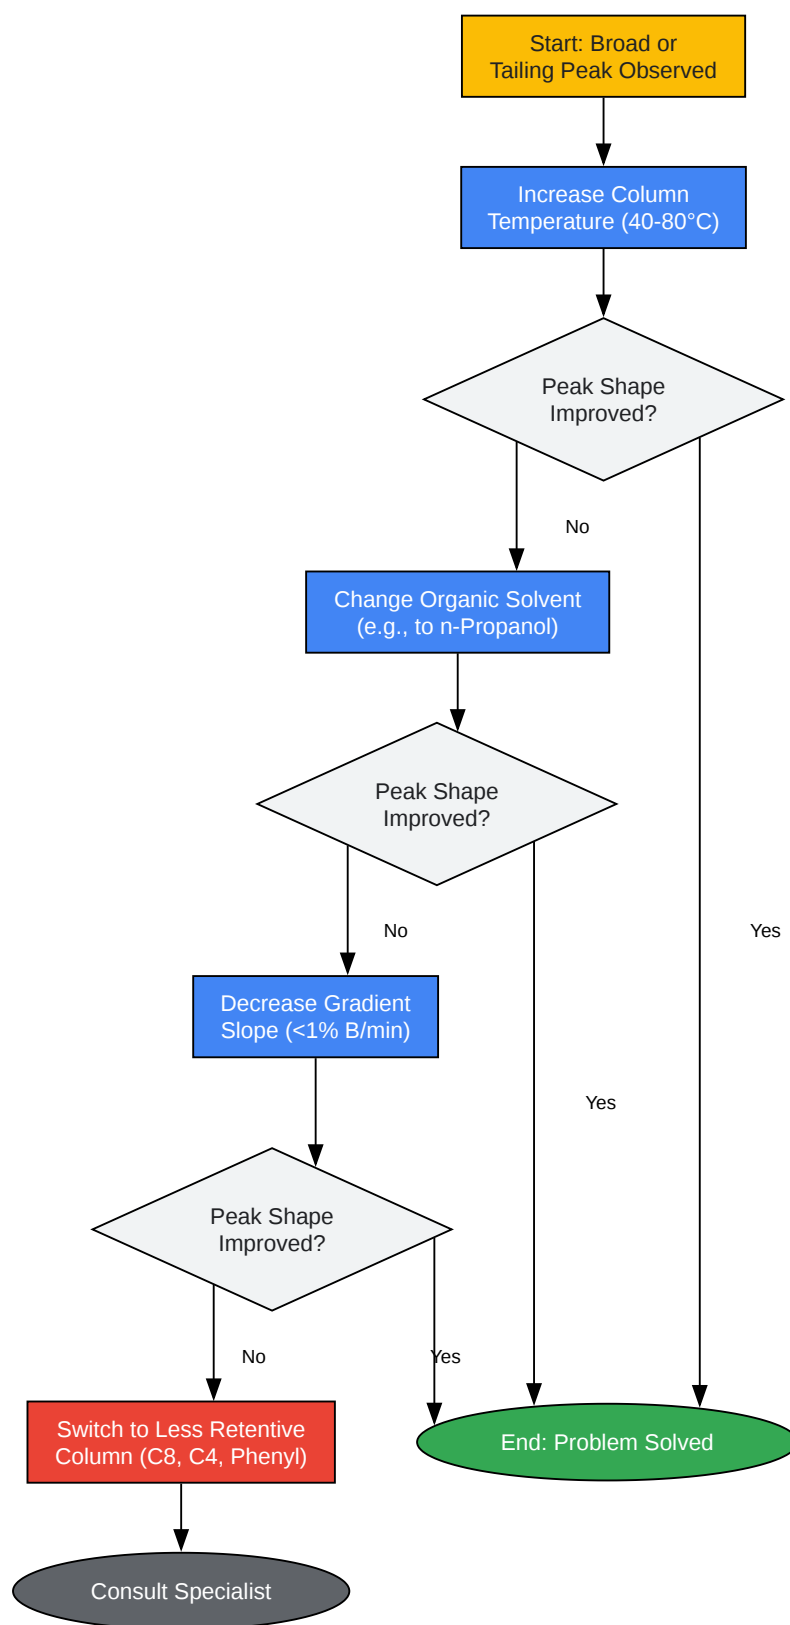 Start: Broad or
Tailing Peak Observed
Increase Column
Temperature (40-80°C)
Peak Shape
Improved?
No
Change Organic Solvent
(e.g., to n-Propanol)
Peak Shape
Improved?
No
Yes
Decrease Gradient
Slope (<1% B/min)
Yes
Peak Shape
Improved?
No
Yes
Switch to Less Retentive
Column (C8, C4, Phenyl)
End: Problem Solved
Consult Specialist